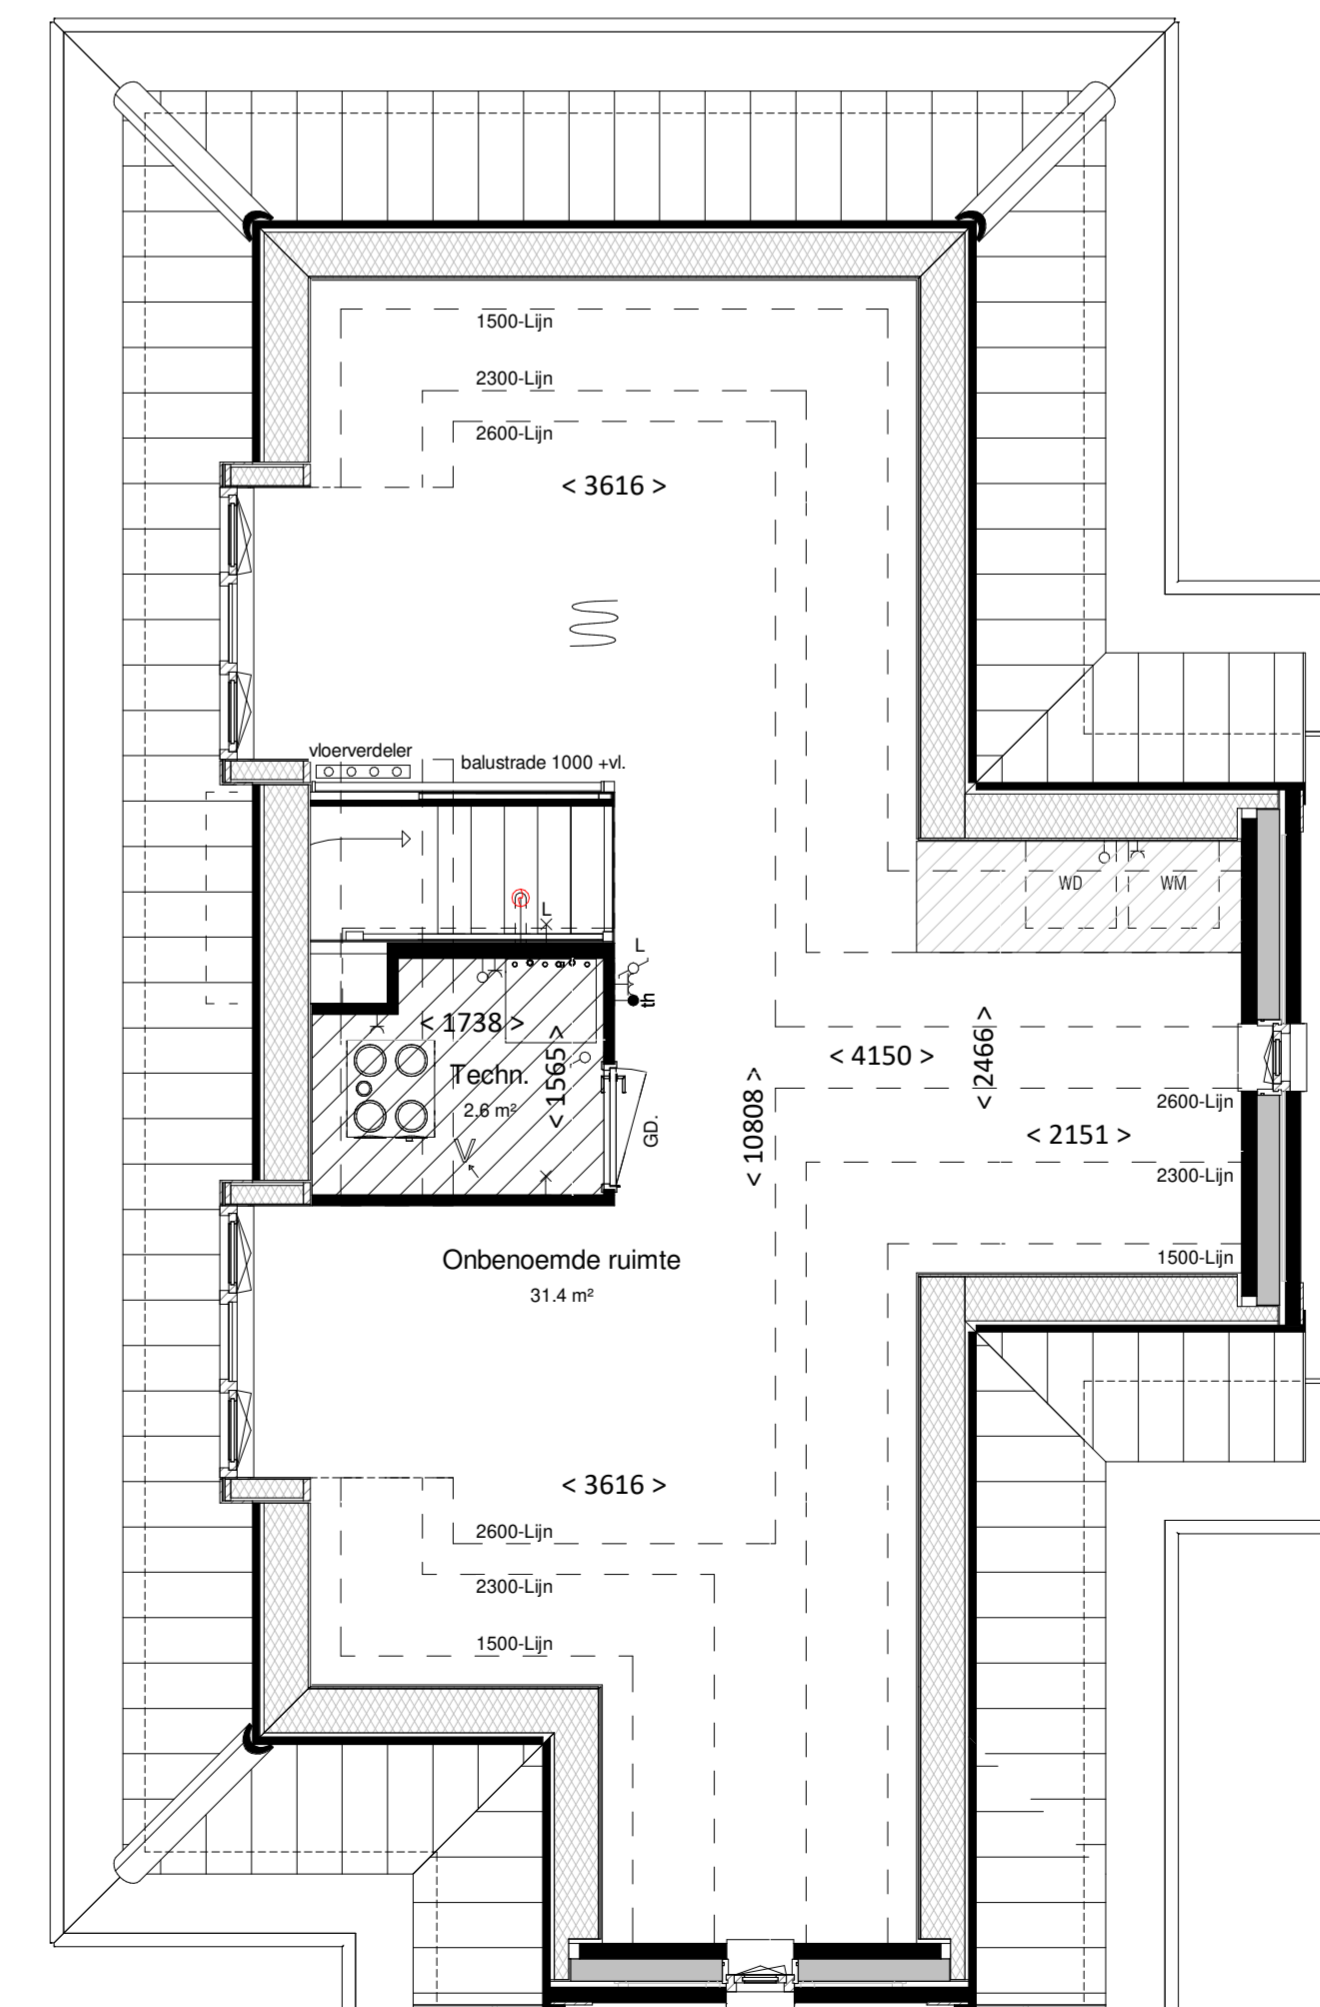 1500-Lijn
2300-Lijn
2600-Lijn
< 3616 >
vloerverdeler
balustrade 1000 +vl.
WD
WM
L
L
th
< 1738 >
< 1565 >
Techn.
2.6 m²
V
GD.
< 10808 >
< 4150 >
< 2466 >
2600-Lijn
< 2151 >
2300-Lijn
1500-Lijn
Onbenoemde ruimte
31.4 m²
< 3616 >
2600-Lijn
2300-Lijn
1500-Lijn